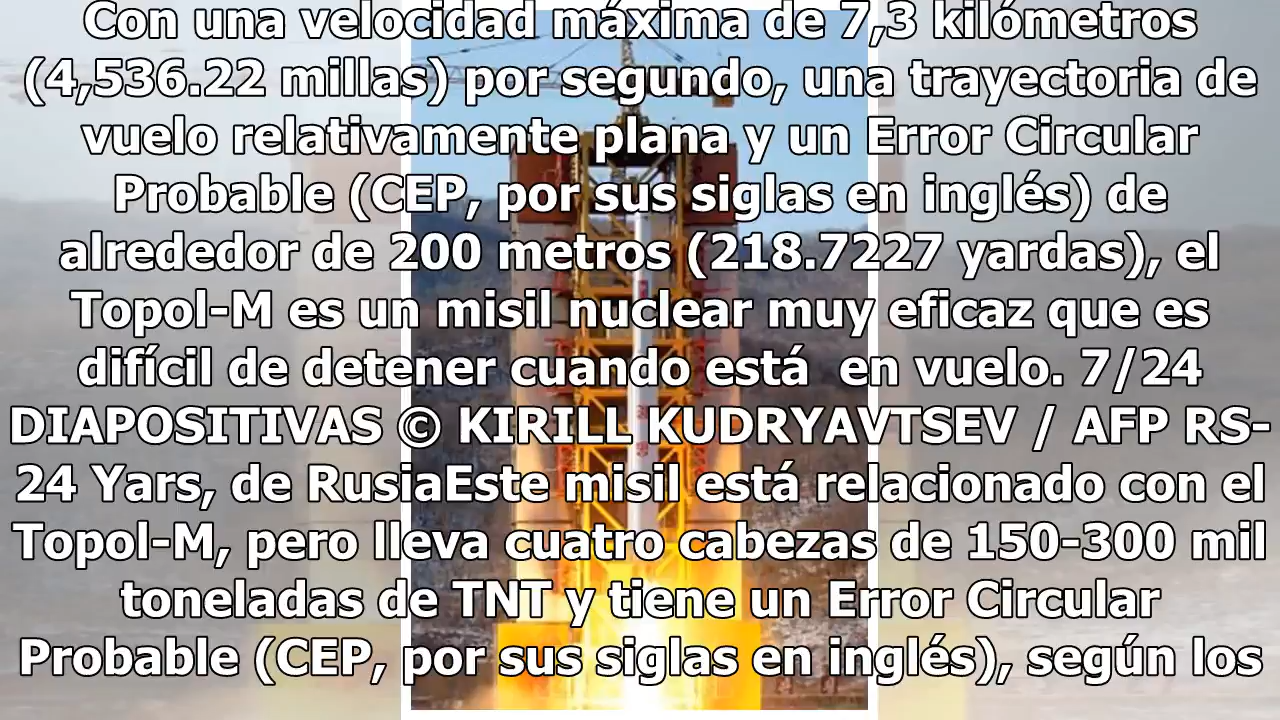 Con una velocidad máxima de 7,3 kilómetros
(4,536.22 millas) por segundo, una trayectoria de
vuelo relativamente plana y un Error Circular
Probable (CEP, por sus siglas en inglés) de
alrededor de 200 metros (218.7227 yardas), el
Topol-M es un misil nuclear muy eficaz que es
difícil de detener cuando está  en vuelo. 7/24
DIAPOSITIVAS © KIRILL KUDRYAVTSEV / AFP RS-
24 Yars, de RusiaEste misil está relacionado con el
Topol-M, pero lleva cuatro cabezas de 150-300 mil
toneladas de TNT y tiene un Error Circular
Probable (CEP, por sus siglas en inglés), según los